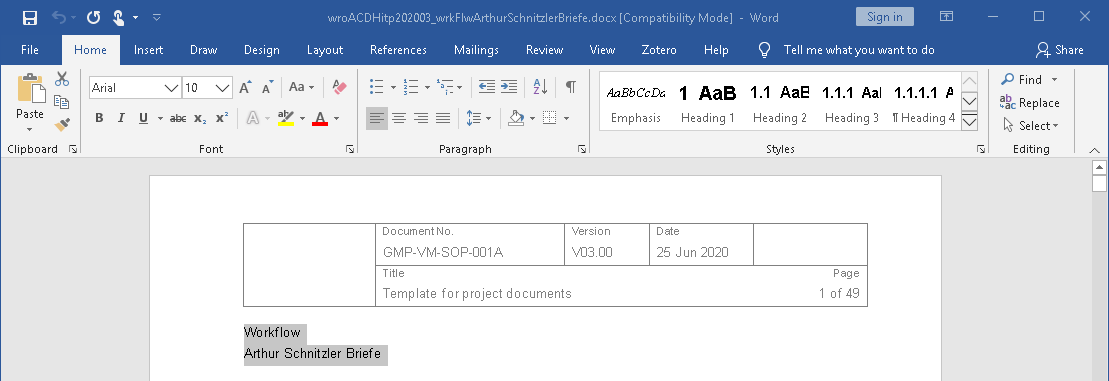 wroACDHitp202003_wrkFlwArthurSchnitzlerBriefe.docx [Compatibility Mode] - Word
Sign in
File Home Insert Draw Design Layout References Mailings Review View Zotero Help Tell me what you want to do Share
Paste
Clipboard
Arial 10
Aa
B I U abc x₂ x²
A A
Font
Paragraph
AaBbCcDd 1 AaB 1.1 AaB 1.1.1 Aal 1.1.1.1 A
Emphasis Heading 1 Heading 2 Heading 3 ¶ Heading 4
Styles
Find
Replace
Select
Editing
Document No. Version Date
GMP-VM-SOP-001A V03.00 25 Jun 2020
Title Page
Template for project documents 1 of 49
Workflow
Arthur Schnitzler Briefe